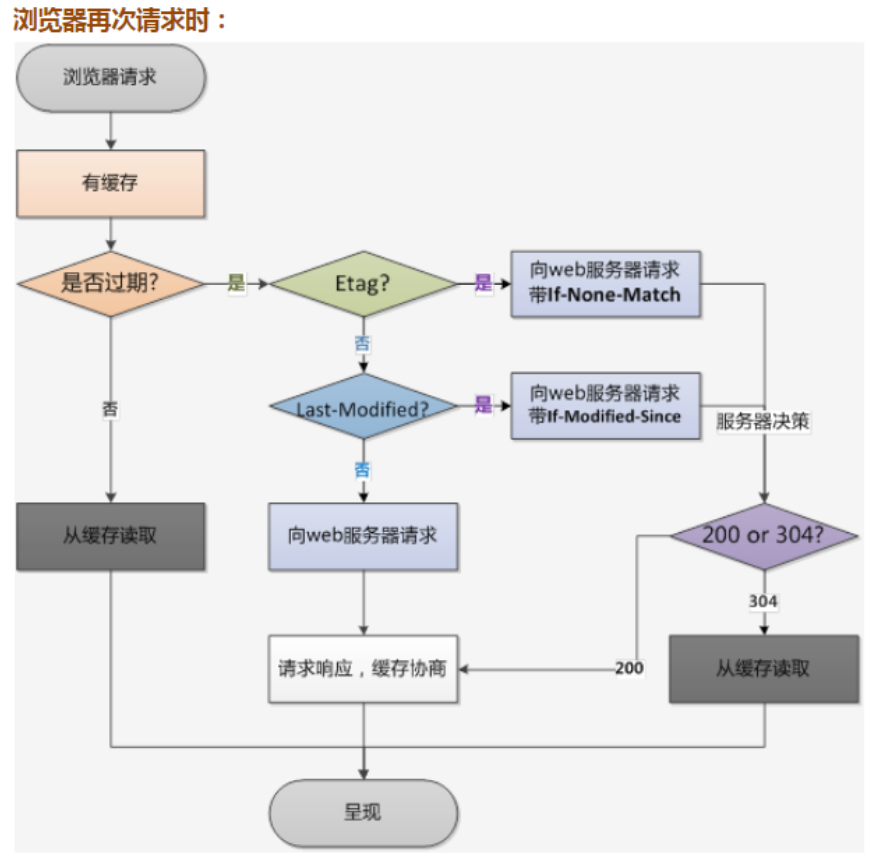 浏览器再次请求时：
浏览器请求
有缓存
是否过期?
是
Etag?
是
向web服务器请求
带If-None-Match
否
否
Last-Modified?
是
向web服务器请求
带If-Modified-Since
服务器决策
否
从缓存读取
向web服务器请求
200 or 304?
304
请求响应，缓存协商
200
从缓存读取
呈现